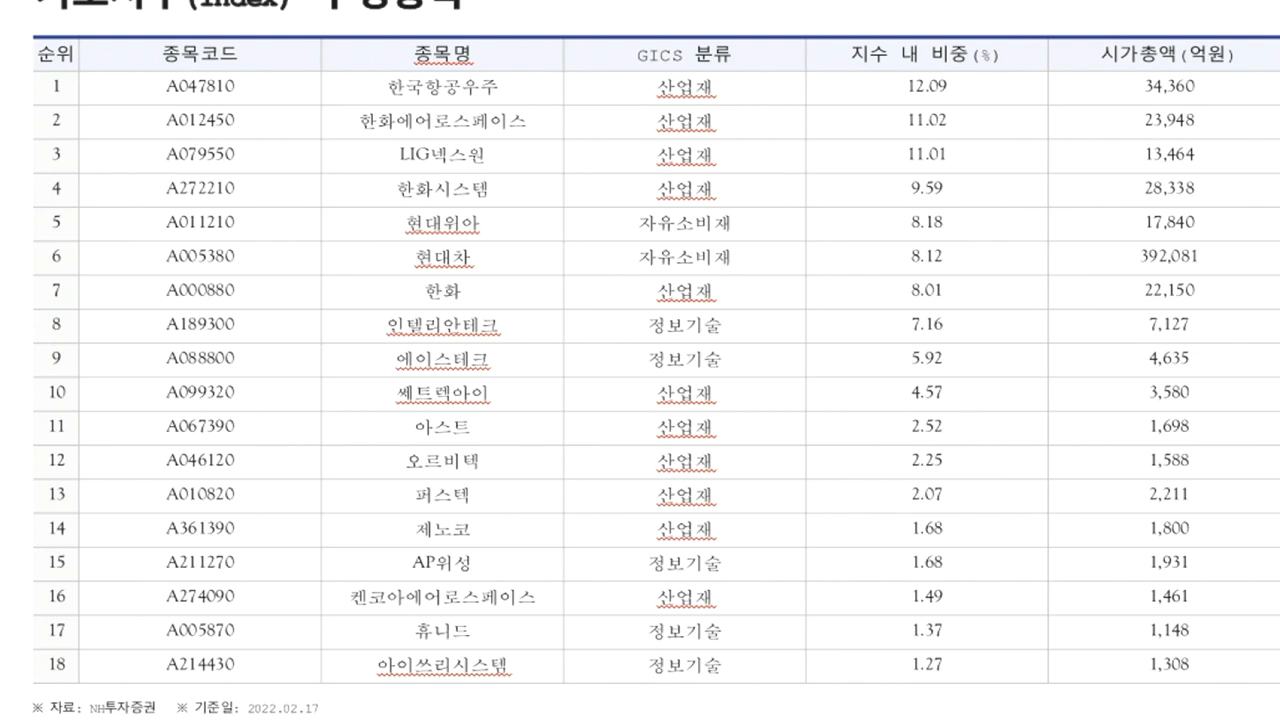 (Index)
순위 종목코드 종목명 GICS 분류 지수 내 비중(%) 시가총액(억원)
1 A047810 한국항공우주 산업재 12.09 34,360
2 A012450 한화에어로스페이스 산업재 11.02 23,948
3 A079550 LIG넥스원 산업재 11.01 13,464
4 A272210 한화시스템 산업재 9.59 28,338
5 A011210 현대위아 자유소비재 8.18 17,840
6 A005380 현대차 자유소비재 8.12 392,081
7 A000880 한화 산업재 8.01 22,150
8 A189300 인텔리안테크 정보기술 7.16 7,127
9 A088800 에이스테크 정보기술 5.92 4,635
10 A099320 쎄트렉아이 산업재 4.57 3,580
11 A067390 아스트 산업재 2.52 1,698
12 A046120 오르비텍 산업재 2.25 1,588
13 A010820 퍼스텍 산업재 2.07 2,211
14 A361390 제노코 산업재 1.68 1,800
15 A211270 AP위성 정보기술 1.68 1,931
16 A274090 켄코아에어로스페이스 산업재 1.49 1,461
17 A005870 휴니드 정보기술 1.37 1,148
18 A214430 아이쓰리시스템 정보기술 1.27 1,308
※ 자료: NH투자증권 ※ 기준일: 2022.02.17